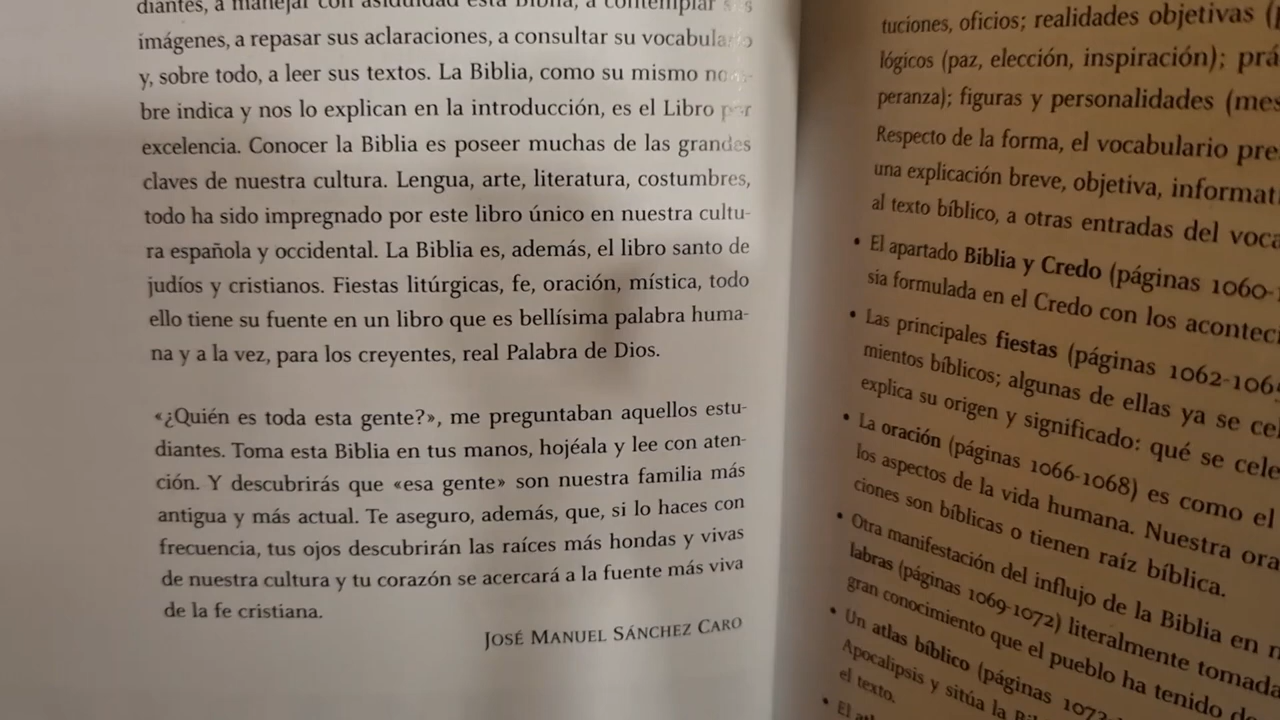 diantes, a manejar con asiduidad esta Biblia, a contemplar
imágenes, a repasar sus aclaraciones, a consultar su vocabulario
y, sobre todo, a leer sus textos. La Biblia, como su mismo nom-
bre indica y nos lo explican en la introducción, es el Libro por
excelencia. Conocer la Biblia es poseer muchas de las grandes
claves de nuestra cultura. Lengua, arte, literatura, costumbres,
todo ha sido impregnado por este libro único en nuestra cultu-
ra española y occidental. La Biblia es, además, el libro santo de
judíos y cristianos. Fiestas litúrgicas, fe, oración, mística, todo
ello tiene su fuente en un libro que es bellísima palabra huma-
na y a la vez, para los creyentes, real Palabra de Dios.
«¿Quién es toda esta gente?», me preguntaban aquellos estu-
diantes. Toma esta Biblia en tus manos, hojéala y lee con aten-
ción. Y descubrirás que «esa gente» son nuestra familia más
antigua y más actual. Te aseguro, además, que, si lo haces con
frecuencia, tus ojos descubrirán las raíces más hondas y vivas
de nuestra cultura y tu corazón se acercará a la fuente más viva
de la fe cristiana.
JOSÉ MANUEL SÁNCHEZ CARO
tuciones, oficios; realidades objetivas
lógicos (paz, elección, inspiración);
peranza); figuras y personalidades
Respecto de la forma, el vocabulario
una explicación breve, objetiva,
al texto bíblico, a otras entradas del
• El apartado Biblia y Credo (páginas 1060-
sia formulada en el Credo con los
• Las principales fiestas (páginas 1062-
mientos bíblicos; algunas de ellas ya se
explica su origen y significado: qué se
• La oración (páginas 1066-1068) es como el
los aspectos de la vida humana. Nuestra
ciones son bíblicas o tienen raíz bíblica.
• Otra manifestación del influjo de la Biblia en
labras (páginas 1069-1072) literalmente
gran conocimiento que el pueblo ha tenido
• Un atlas bíblico (páginas
Apocalipsis y sitúa la
el texto.
• El